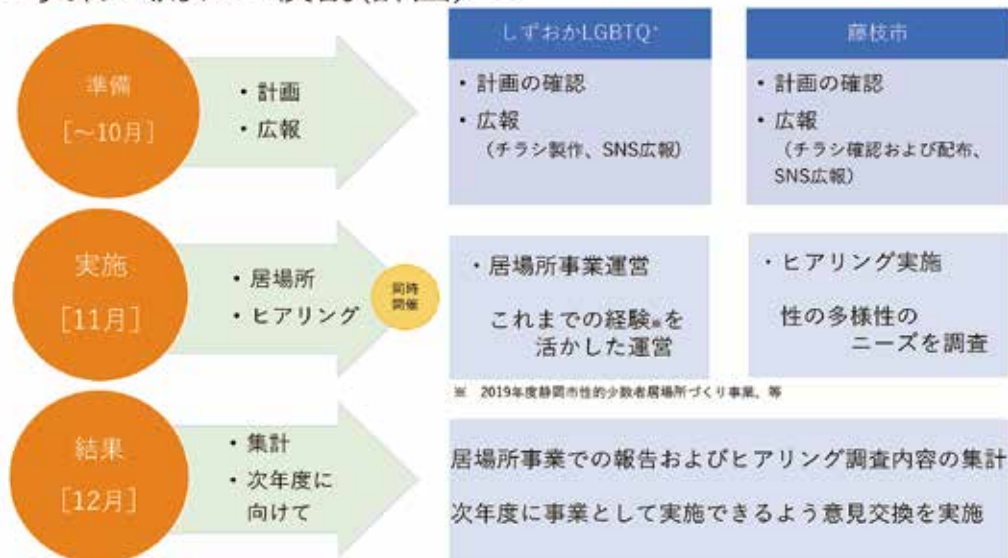 しずおかLGBTQ+
藤枝市
準備
[～10月]
・計画
・広報
・計画の確認
・広報
(チラシ製作、SNS広報)
・計画の確認
・広報
(チラシ確認および配布、
SNS広報)
実施
[11月]
・居場所
・ヒアリング
同時
開催
・居場所事業運営
これまでの経験※を
活かした運営
・ヒアリング実施
性の多様性の
ニーズを調査
※ 2019年度静岡市性的少数者居場所づくり事業、等
結果
[12月]
・集計
・次年度に
向けて
居場所事業での報告およびヒアリング調査内容の集計
次年度に事業として実施できるよう意見交換を実施